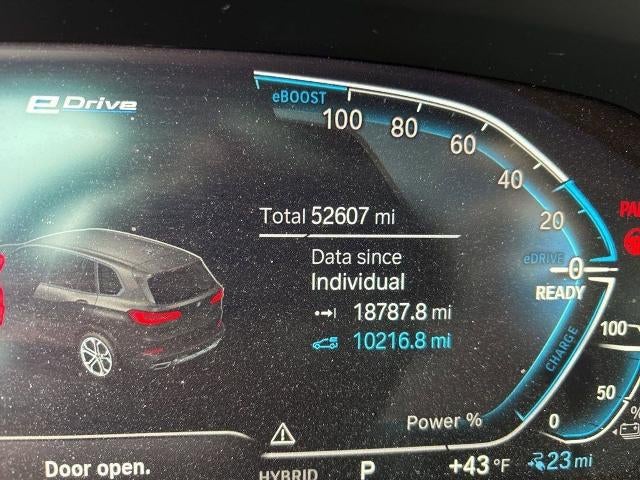 eDrive
eBOOST
100
80
60
40
20
eDRIVE
0
READY
CHARGE
Power %
Total 52607 mi
Data since
Individual
18787.8 mi
10216.8 mi
100
50
0
%
Door open.
HYBRID
P
+43 °F
23 mi